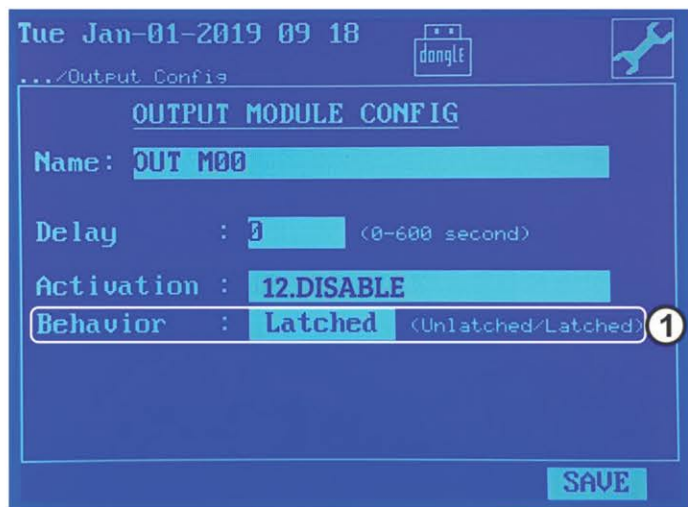 Tue Jan-01-2019 09 18
dongle
.../Output Config
OUTPUT MODULE CONFIG
Name: OUT M00
Delay : 0 (0-600 second)
Activation : 12.DISABLE
Behavior : Latched (Unlatched/Latched)
1
SAVE